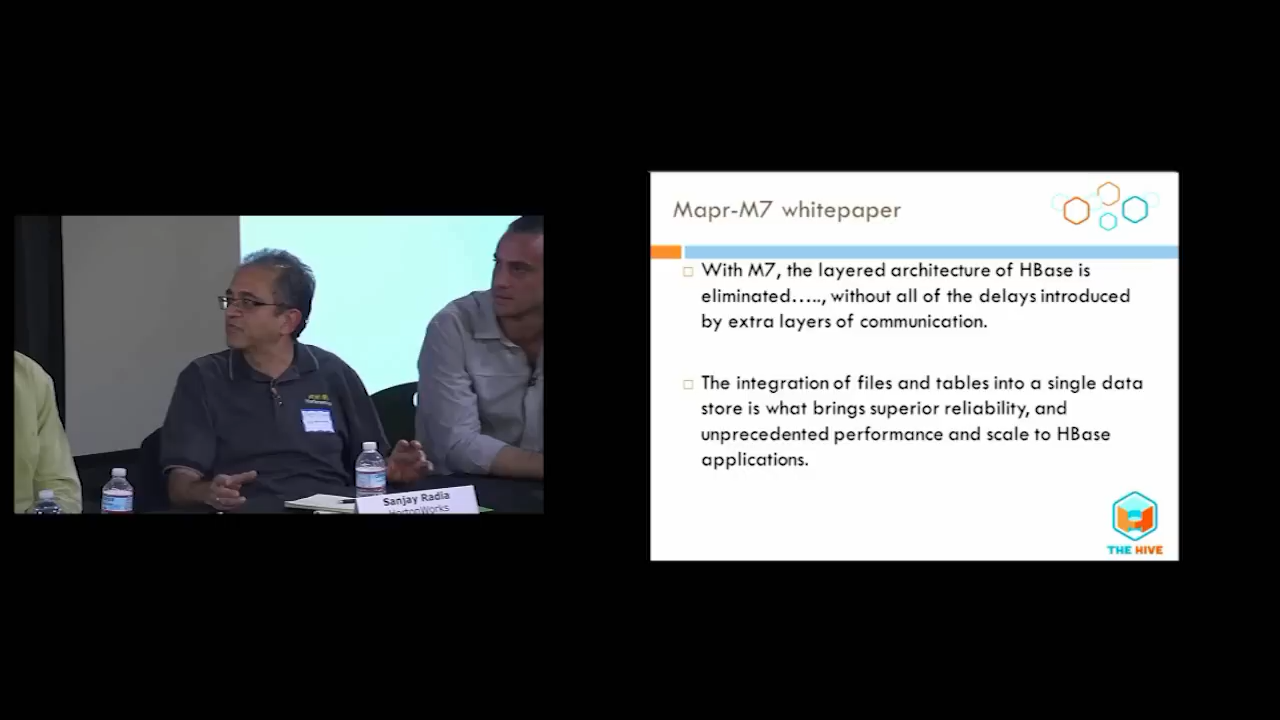 Sanjay Radia
HortonWorks
Mapr-M7 whitepaper
With M7, the layered architecture of HBase is
eliminated….., without all of the delays introduced
by extra layers of communication.
The integration of files and tables into a single data
store is what brings superior reliability, and
unprecedented performance and scale to HBase
applications.
THE HIVE